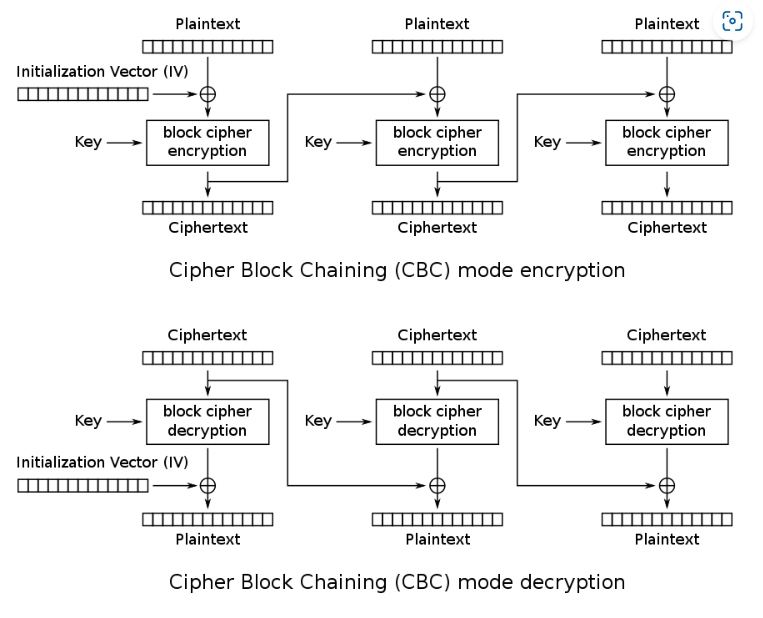 Plaintext
Plaintext
Plaintext
Initialization Vector (IV)
Key
block cipher
encryption
Key
block cipher
encryption
Key
block cipher
encryption
Ciphertext
Ciphertext
Ciphertext
Cipher Block Chaining (CBC) mode encryption
Ciphertext
Ciphertext
Ciphertext
Key
block cipher
decryption
Key
block cipher
decryption
Key
block cipher
decryption
Initialization Vector (IV)
Plaintext
Plaintext
Plaintext
Cipher Block Chaining (CBC) mode decryption